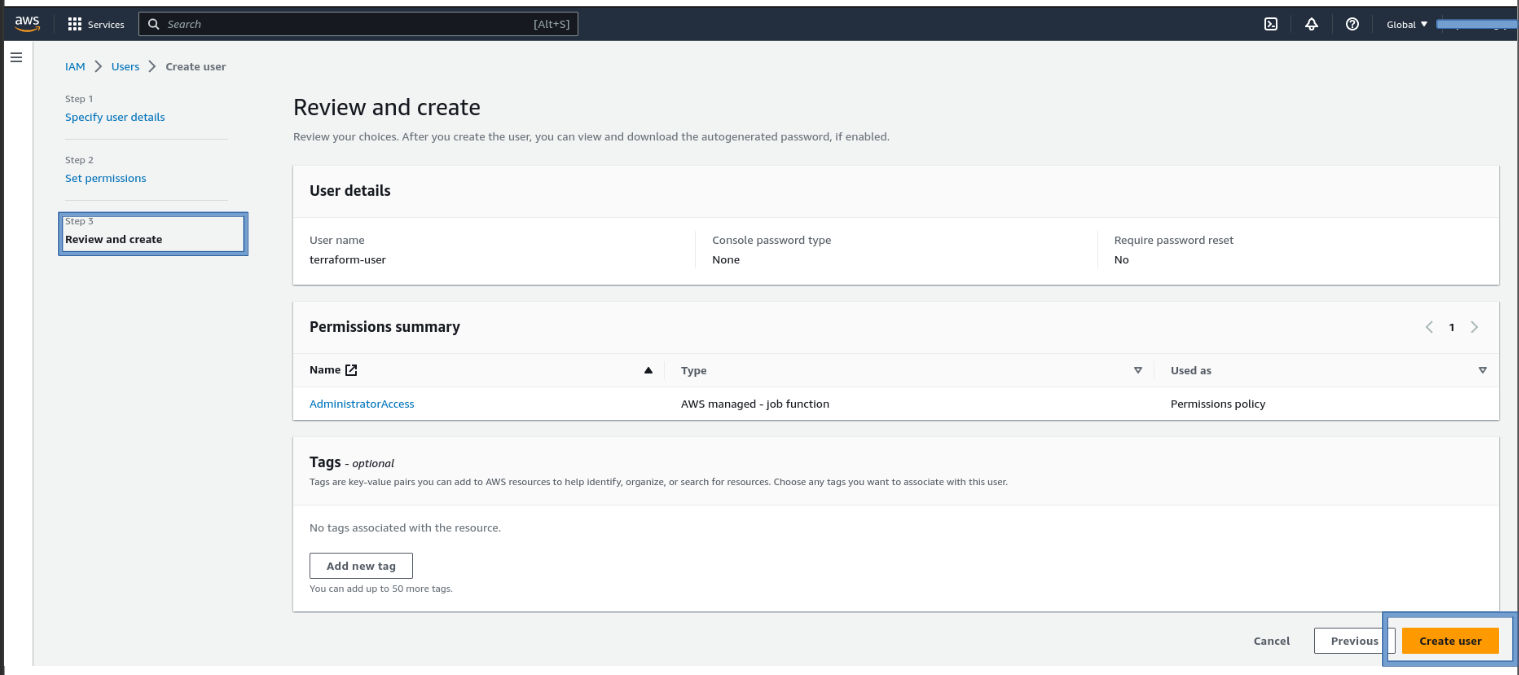 aws
Services
Search
[Alt+S]
Global
IAM > Users > Create user
Step 1
Specify user details
Step 2
Set permissions
Step 3
Review and create
Review and create
Review your choices. After you create the user, you can view and download the autogenerated password, if enabled.
User details
User name
terraform-user
Console password type
None
Require password reset
No
Permissions summary
1
Name Type Used as
AdministratorAccess AWS managed - job function Permissions policy
Tags - optional
Tags are key-value pairs you can add to AWS resources to help identify, organize, or search for resources. Choose any tags you want to associate with this user.
No tags associated with the resource.
Add new tag
You can add up to 50 more tags.
Cancel
Previous
Create user